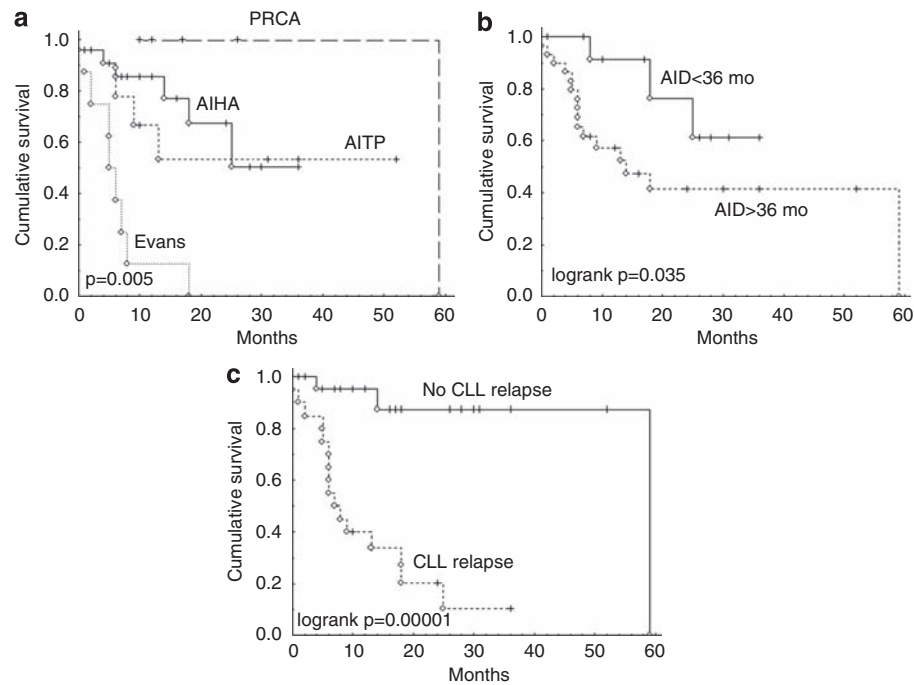 a
PRCA
Cumulative survival
1.0
0.8
0.6
0.4
0.2
0.0
AIHA
AITP
Evans
p=0.005
0 10 20 30 40 50 60
Months
b
Cumulative survival
1.0
0.8
0.6
0.4
0.2
0.0
AID<36 mo
AID>36 mo
logrank p=0.035
0 10 20 30 40 50 60
Months
c
Cumulative survival
1.0
0.8
0.6
0.4
0.2
0.0
No CLL relapse
CLL relapse
logrank p=0.00001
0 10 20 30 40 50 60
Months